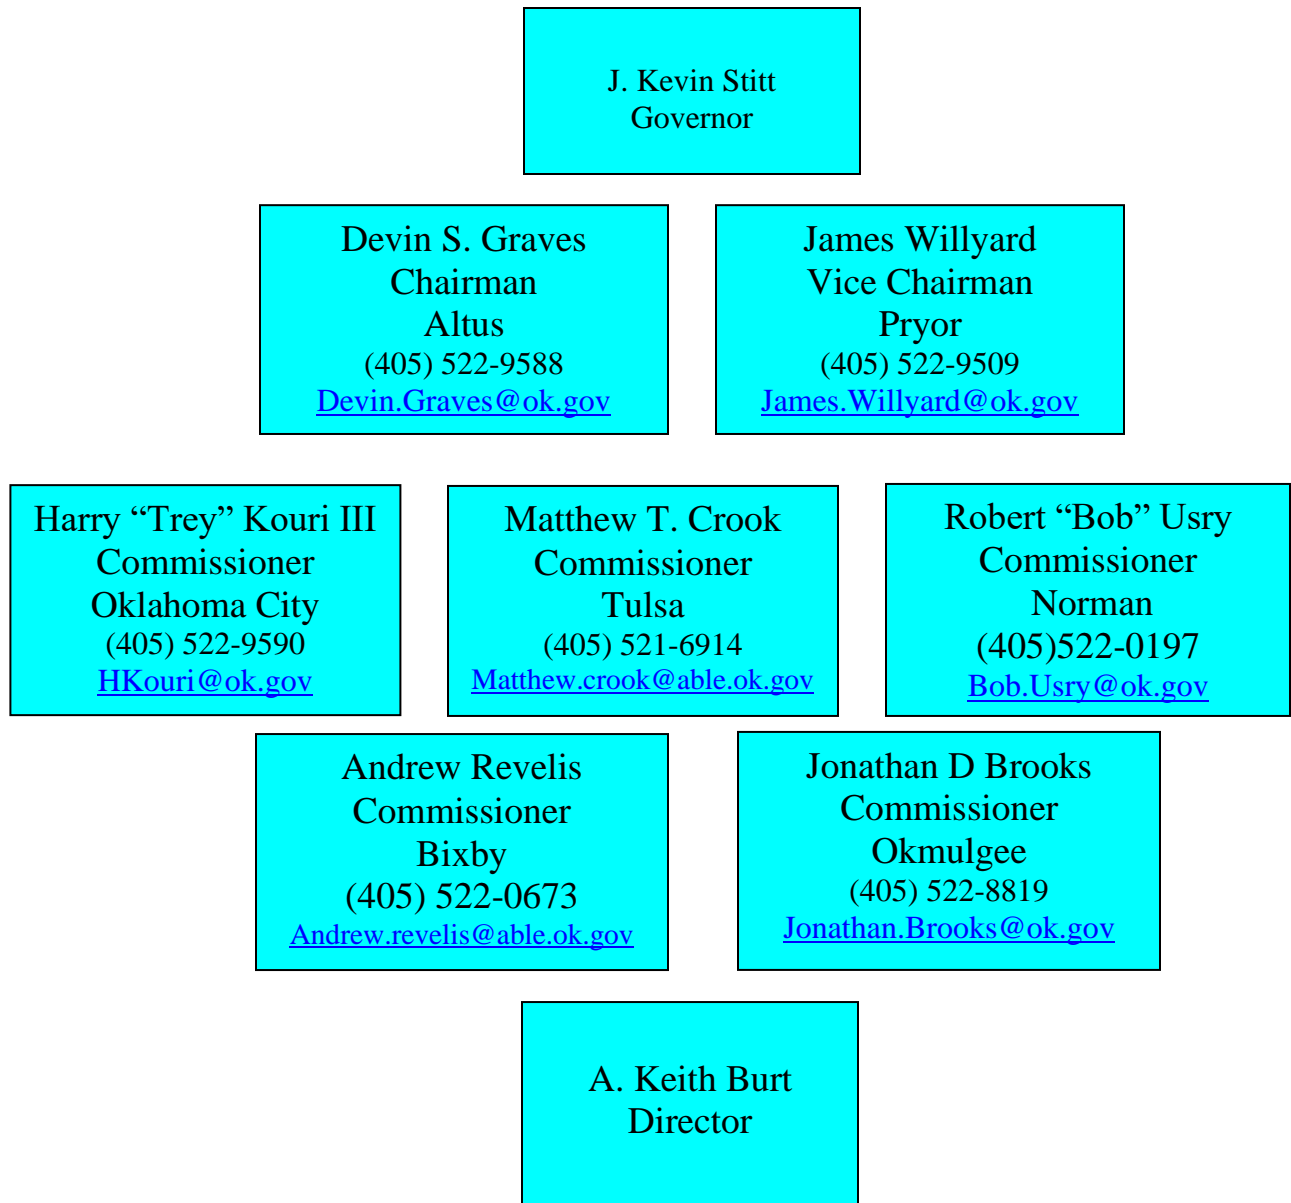 J. Kevin Stitt
Governor
Devin S. Graves
Chairman
Altus
(405) 522-9588
Devin.Graves@ok.gov
James Willyard
Vice Chairman
Pryor
(405) 522-9509
James.Willyard@ok.gov
Harry “Trey” Kouri III
Commissioner
Oklahoma City
(405) 522-9590
HKouri@ok.gov
Matthew T. Crook
Commissioner
Tulsa
(405) 521-6914
Matthew.crook@able.ok.gov
Robert “Bob” Usry
Commissioner
Norman
(405)522-0197
Bob.Usry@ok.gov
Andrew Revelis
Commissioner
Bixby
(405) 522-0673
Andrew.revelis@able.ok.gov
Jonathan D Brooks
Commissioner
Okmulgee
(405) 522-8819
Jonathan.Brooks@ok.gov
A. Keith Burt
Director